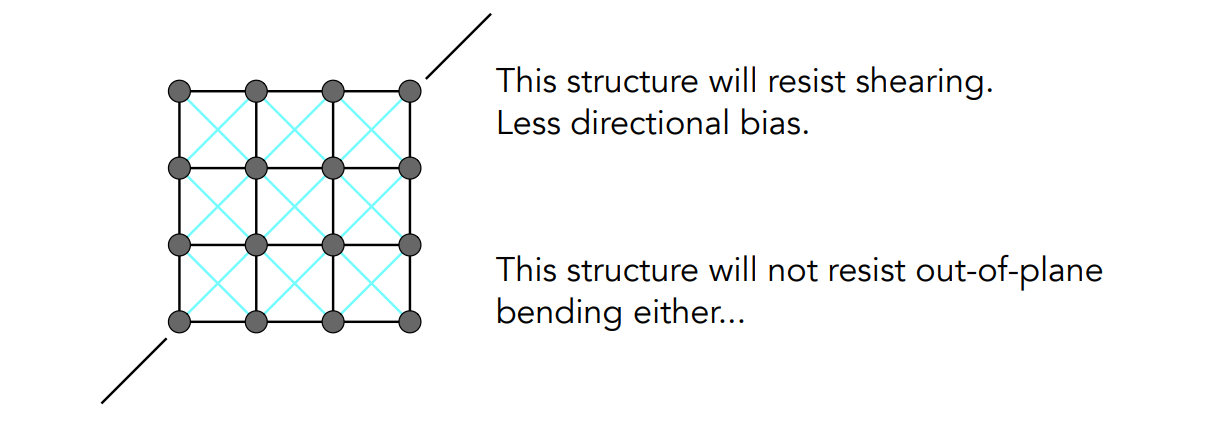 This structure will resist shearing.
Less directional bias.
This structure will not resist out-of-plane
bending either...